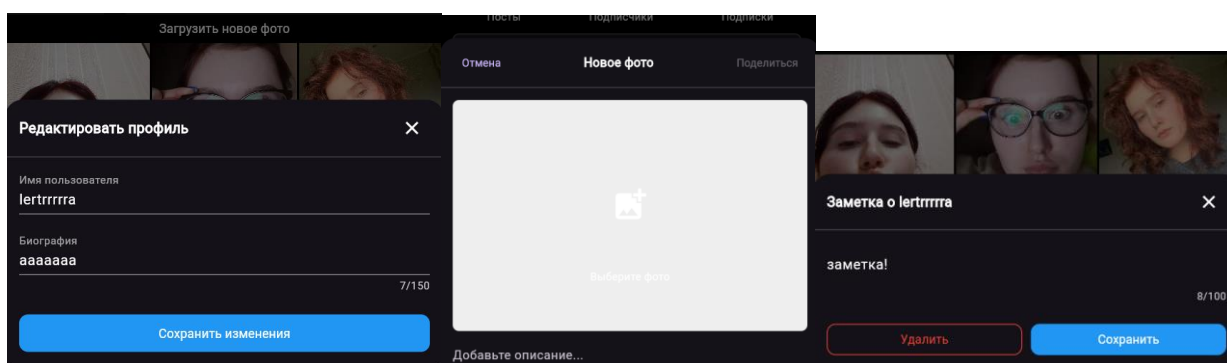 Загрузить новое фото
Редактировать профиль
Имя пользователя
lertrrrrra
Биография
aaaaaaa
7/150
Сохранить изменения
Посты Подписчики Подписки
Отмена Новое фото Поделиться
Выберите фото
Добавьте описание...
Заметка о lertrrrrra
заметка!
8/100
Удалить Сохранить